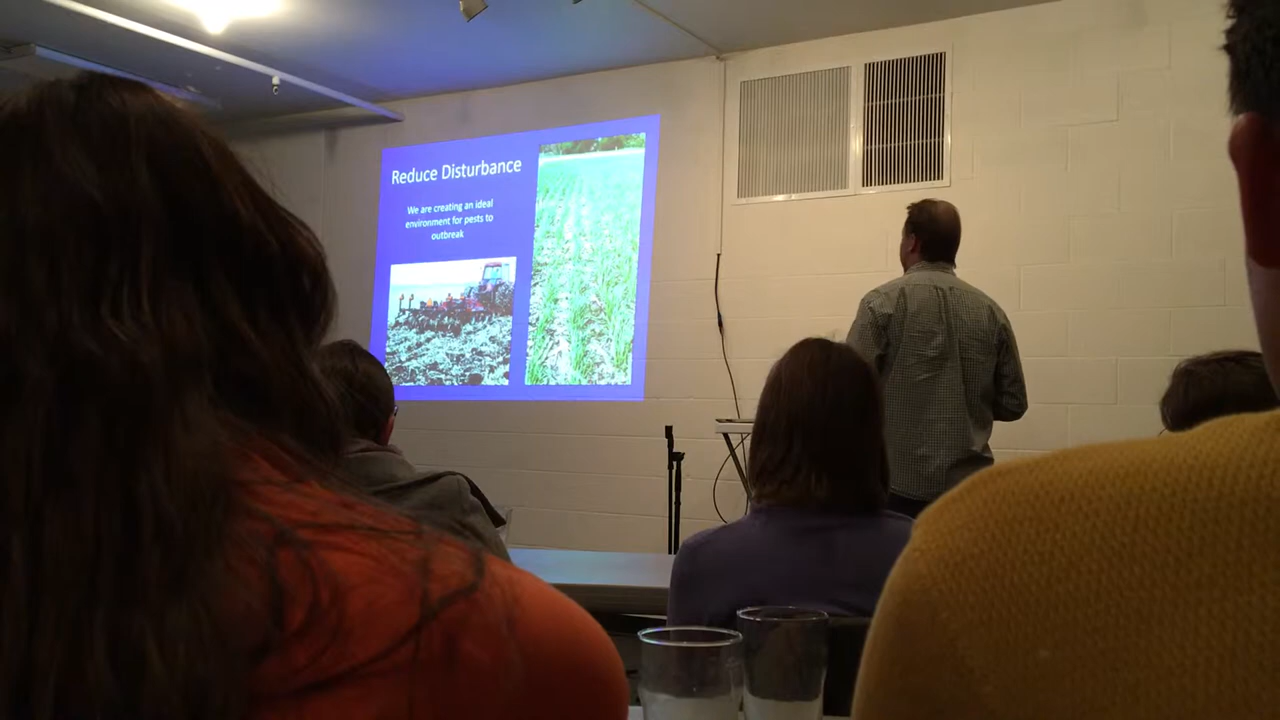 Reduce Disturbance
We are creating an ideal
environment for pests to
outbreak